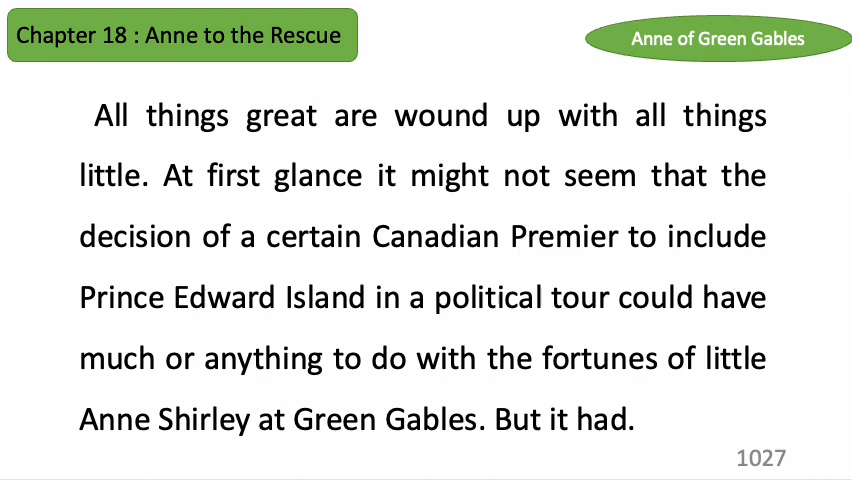 Chapter 18 : Anne to the Rescue
Anne of Green Gables
All things great are wound up with all things
little. At first glance it might not seem that the
decision of a certain Canadian Premier to include
Prince Edward Island in a political tour could have
much or anything to do with the fortunes of little
Anne Shirley at Green Gables. But it had.
1027